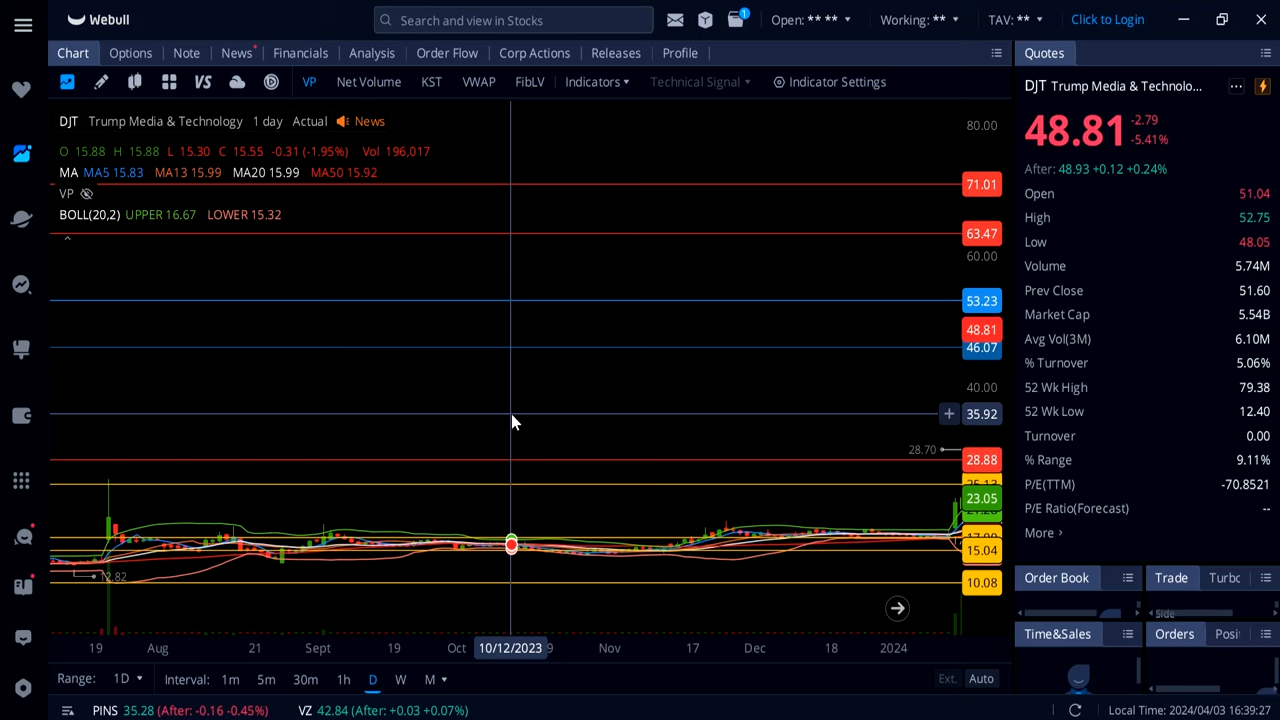 Webull
Search and view in Stocks
1
Open: ** **
Working: **
TAV: **
Click to Login
Chart Options Note News Financials Analysis Order Flow Corp Actions Releases Profile
Quotes
VS VP Net Volume KST VWAP FibLV Indicators Technical Signal Indicator Settings
DJT Trump Media & Technolo...
48.81 -2.79
-5.41%
After: 48.93 +0.12 +0.24%
DJT Trump Media & Technology 1 day Actual News
O 15.88 H 15.88 L 15.30 C 15.55 -0.31 (-1.95%) Vol 196,017
MA MA5 15.83 MA13 15.99 MA20 15.99 MA50 15.92
VP
BOLL(20,2) UPPER 16.67 LOWER 15.32
80.00
71.01
63.47
60.00
53.23
48.81
46.07
40.00
35.92
28.70
28.88
23.05
15.04
12.82
10.08
Open 51.04
High 52.75
Low 48.05
Volume 5.74M
Prev Close 51.60
Market Cap 5.54B
Avg Vol(3M) 6.10M
% Turnover 5.06%
52 Wk High 79.38
52 Wk Low 12.40
Turnover 0.00
% Range 9.11%
P/E(TTM) -70.8521
P/E Ratio(Forecast) --
More ›
Order Book Trade Turbo
Side
Time&Sales Orders Posi
19 Aug 21 Sept 19 Oct 10/12/2023 9 Nov 17 Dec 18 2024
Range: 1D Interval: 1m 5m 30m 1h D W M Ext. Auto
PINS 35.28 (After: -0.16 -0.45%) VZ 42.84 (After: +0.03 +0.07%) Local Time: 2024/04/03 16:39:27